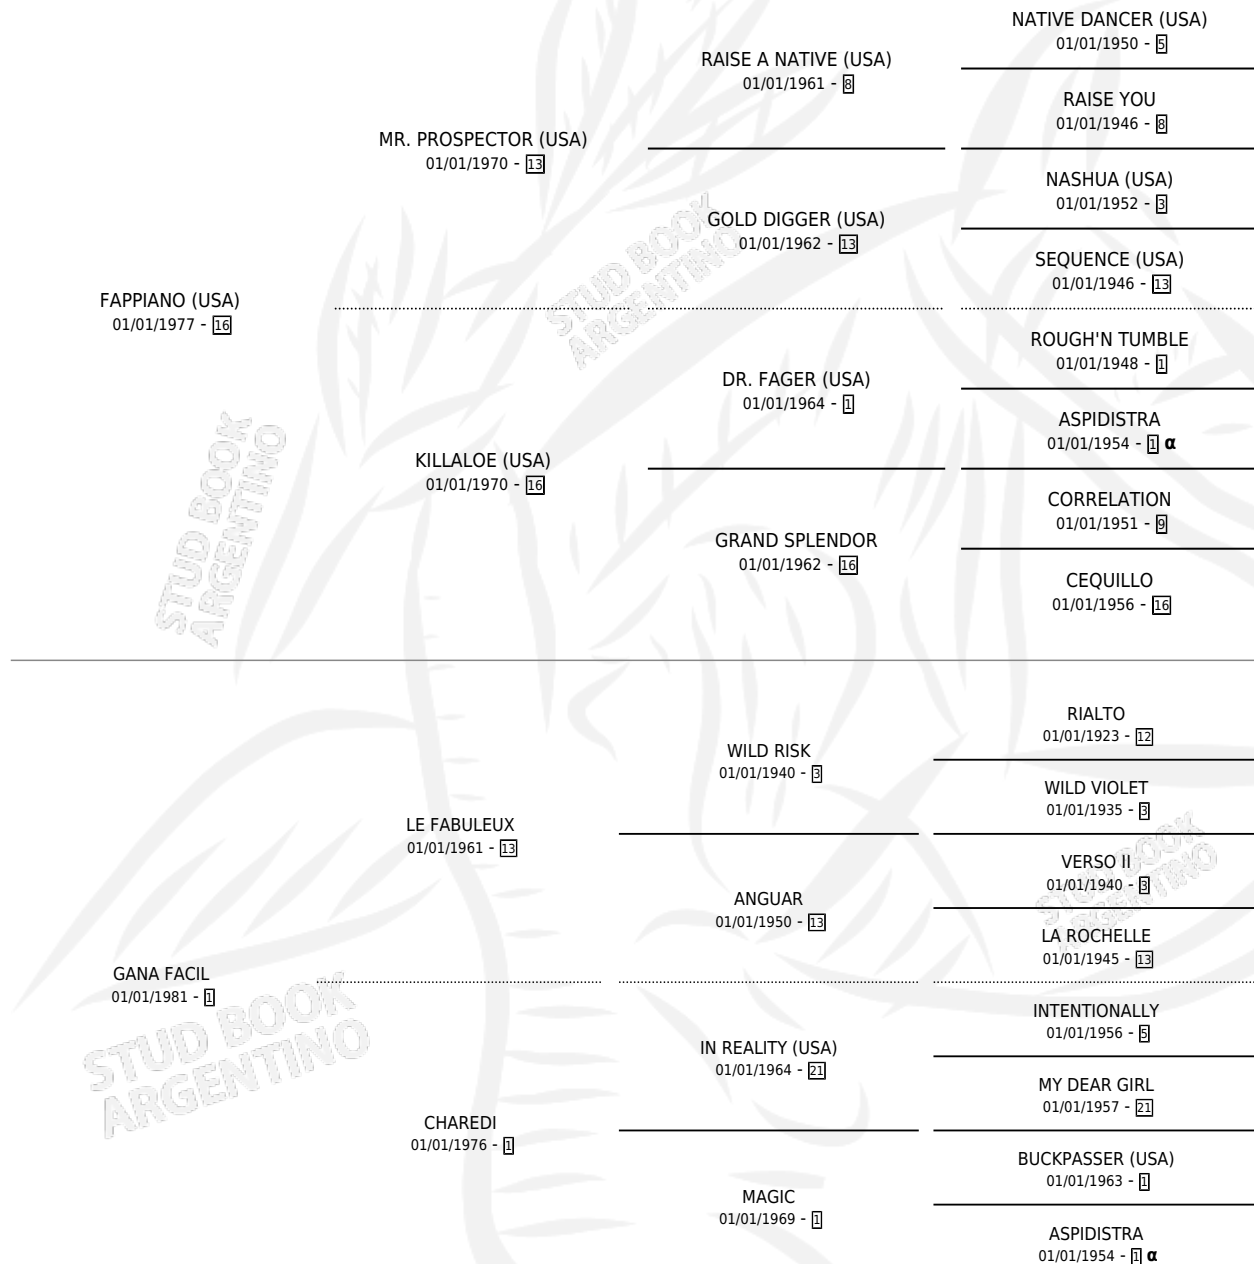 NATIVE DANCER (USA)
01/01/1950 - 5
RAISE A NATIVE (USA)
01/01/1961 - 8
RAISE YOU
01/01/1946 - 8
MR. PROSPECTOR (USA)
01/01/1970 - 13
NASHUA (USA)
01/01/1952 - 3
GOLD DIGGER (USA)
01/01/1962 - 13
SEQUENCE (USA)
01/01/1946 - 13
STUD BOOK
ARGENTINO
FAPPIANO (USA)
01/01/1977 - 16
ROUGH'N TUMBLE
01/01/1948 - 1
DR. FAGER (USA)
01/01/1964 - 1
ASPIDISTRA
01/01/1954 - 1 α
KILLALOE (USA)
01/01/1970 - 16
CORRELATION
01/01/1951 - 9
GRAND SPLENDOR
01/01/1962 - 16
CEQUILLO
01/01/1956 - 16
STUD BOOK
ARGENTINO
RIALTO
01/01/1923 - 12
WILD RISK
01/01/1940 - 3
WILD VIOLET
01/01/1935 - 3
LE FABULEUX
01/01/1961 - 13
VERSO II
01/01/1940 - 3
ANGUAR
01/01/1950 - 13
LA ROCHELLE
01/01/1945 - 13
STUD BOOK
ARGENTINO
GANA FACIL
01/01/1981 - 1
INTENTIONALLY
01/01/1956 - 5
IN REALITY (USA)
01/01/1964 - 21
MY DEAR GIRL
01/01/1957 - 21
STUD BOOK
ARGENTINO
CHAREDI
01/01/1976 - 1
BUCKPASSER (USA)
01/01/1963 - 1
MAGIC
01/01/1969 - 1
ASPIDISTRA
01/01/1954 - 1 α